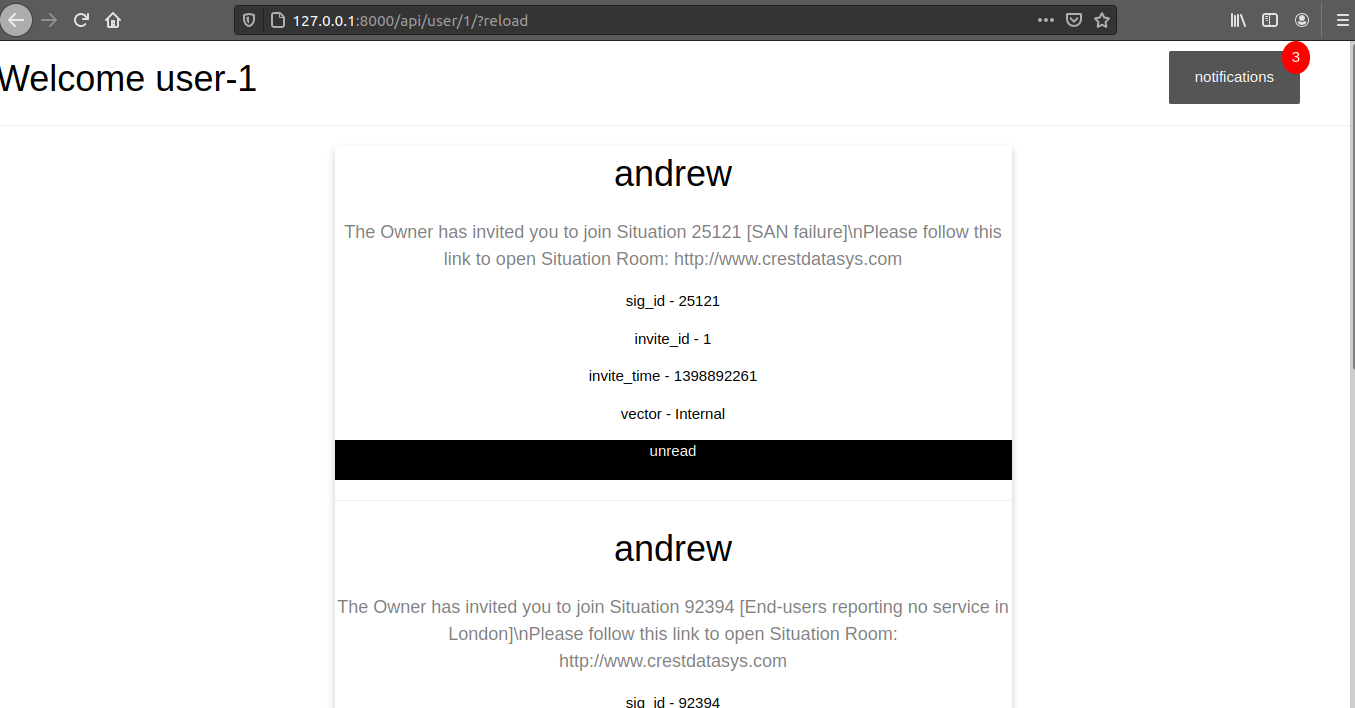 127.0.0.1:8000/api/user/1/?reload
Welcome user-1
notifications
3
andrew
The Owner has invited you to join Situation 25121 [SAN failure]\nPlease follow this
link to open Situation Room: http://www.crestdatasys.com
sig_id - 25121
invite_id - 1
invite_time - 1398892261
vector - Internal
unread
andrew
The Owner has invited you to join Situation 92394 [End-users reporting no service in
London]\nPlease follow this link to open Situation Room:
http://www.crestdatasys.com
sig_id - 92394